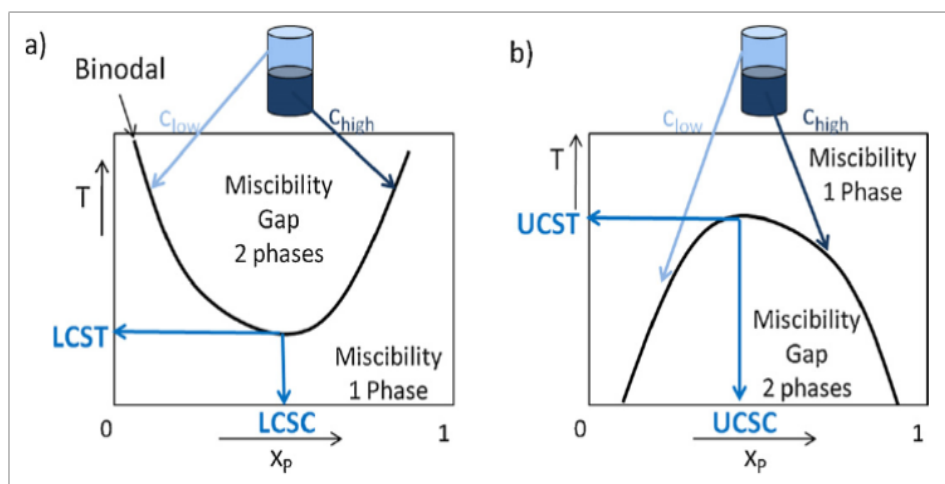 a)
Binodal
C_low
C_high
T
Miscibility
Gap
2 phases
LCST
Miscibility
1 Phase
0
LCSC
1
X_P
b)
C_low
C_high
T
Miscibility
1 Phase
UCST
Miscibility
Gap
2 phases
0
UCSC
1
X_P